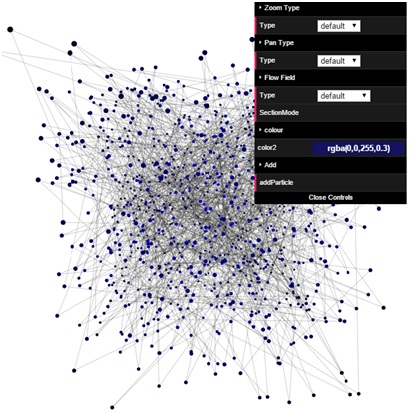 Zoom Type
Type default
Pan Type
Type default
Flow Field
Type default
SectionMode
colour
color2 rgba(0,0,255,0.3)
Add
addParticle
Close Controls